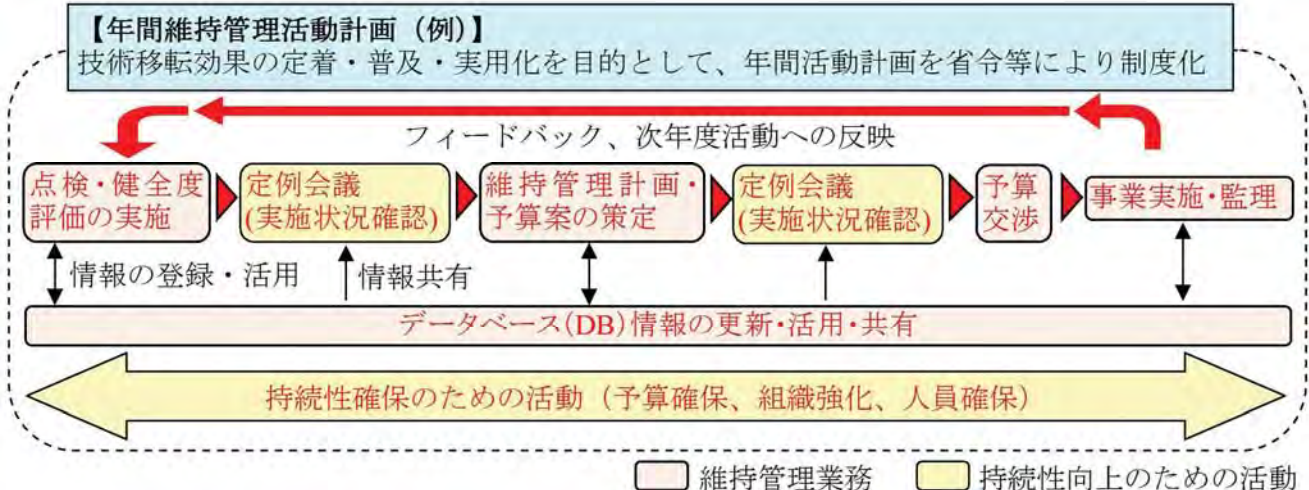 【年間維持管理活動計画（例）】
技術移転効果の定着・普及・実用化を目的として、年間活動計画を省令等により制度化
フィードバック、次年度活動への反映
点検・健全度
評価の実施
定例会議
(実施状況確認)
維持管理計画・
予算案の策定
定例会議
(実施状況確認)
予算
交渉
事業実施・監理
情報の登録・活用
情報共有
データベース(DB)情報の更新・活用・共有
持続性確保のための活動（予算確保、組織強化、人員確保）
維持管理業務
持続性向上のための活動